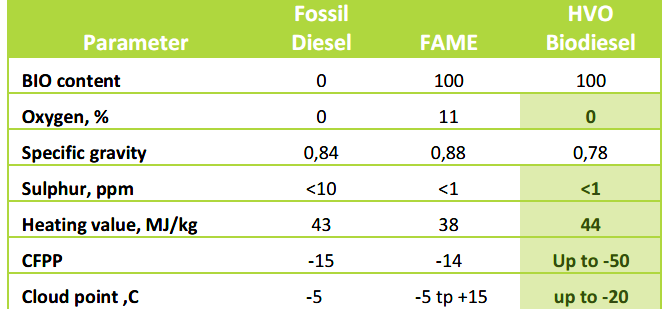 Parameter Fossil Diesel FAME HVO Biodiesel
BIO content 0 100 100
Oxygen, % 0 11 0
Specific gravity 0,84 0,88 0,78
Sulphur, ppm <10 <1 <1
Heating value, MJ/kg 43 38 44
CFPP -15 -14 Up to -50
Cloud point ,C -5 -5 tp +15 up to -20